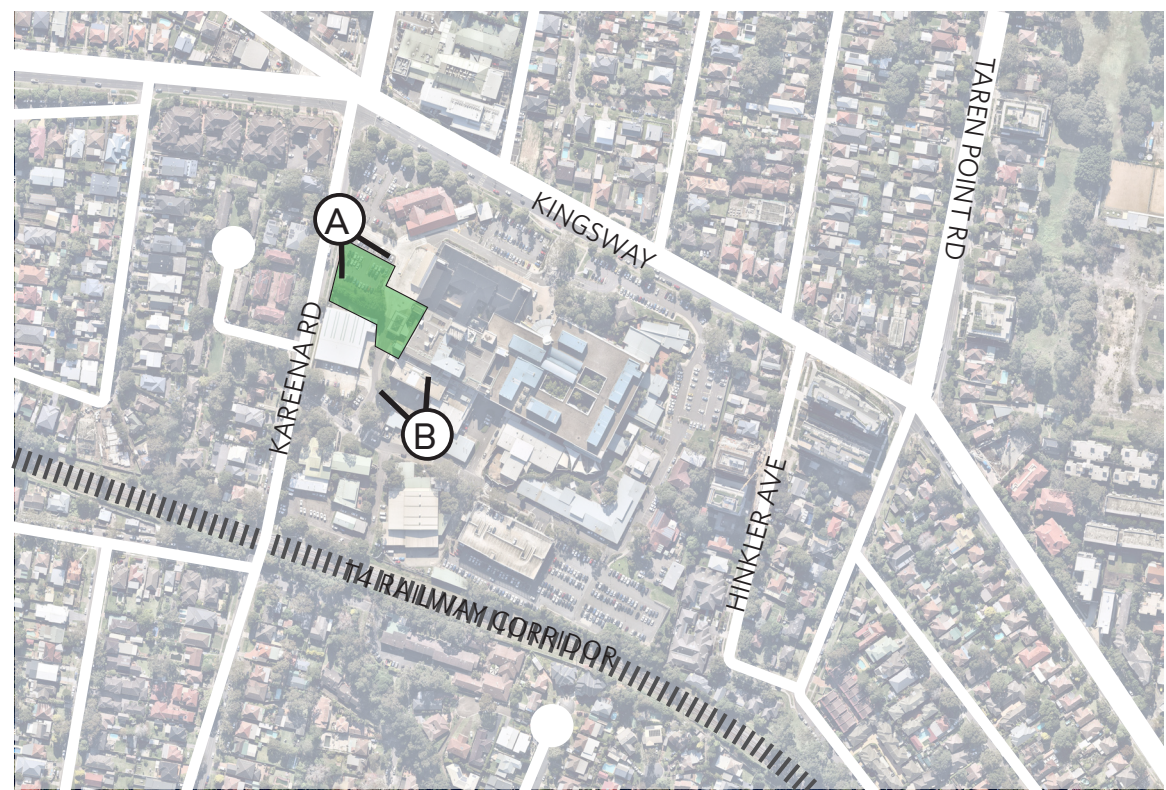 TAREN POINT RD
A
KINGSWAY
KAREENA RD
B
HINKLER AVE
T4 RAILWAY CORRIDOR